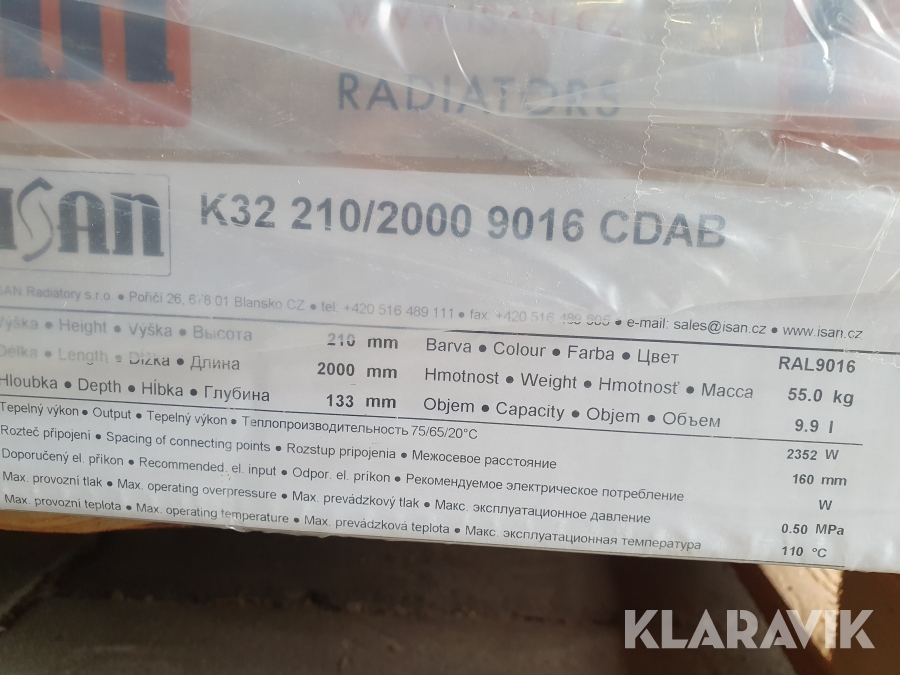 www.isan.cz
RADIATORS
ISAN
K32 210/2000 9016 CDAB
ISAN Radiátory s.r.o. ● Poříčí 26, 678 01 Blansko CZ ● tel: +420 516 489 111 ● fax: +420 516 489 ● e-mail: sales@isan.cz ● www.isan.cz
Výška ● Height ● Výška ● Высота 210 mm
Délka ● Length ● Dĺžka ● Длина 2000 mm
Hloubka ● Depth ● Hĺbka ● Глубина 133 mm
Barva ● Colour ● Farba ● Цвет RAL9016
Hmotnost ● Weight ● Hmotnosť ● Масса 55.0 kg
Objem ● Capacity ● Objem ● Объем 9.9 l
Tepelný výkon ● Output ● Tepelný výkon ● Теплопроизводительность 75/65/20°C 2352 W
Rozteč připojení ● Spacing of connecting points ● Rozstup pripojenia ● Межосевое расстояние 160 mm
Doporučený el. příkon ● Recommended. el. input ● Odpor. el. príkon ● Рекомендуемое электрическое потребление W
Max. provozní tlak ● Max. operating overpressure ● Max. prevádzkový tlak ● Макс. эксплуатационное давление 0.50 MPa
Max. provozní teplota ● Max. operating temperature ● Max. prevádzková teplota ● Макс. эксплуатационная температура 110 °C
KLARAVIK